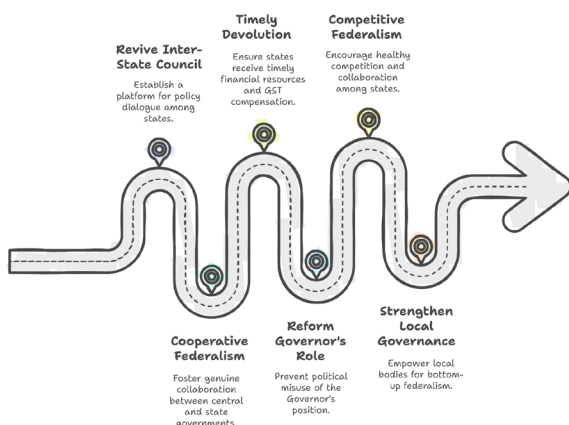 Revive Inter-
State Council
Establish a
platform for policy
dialogue among
states.
Cooperative
Federalism
Foster genuine
collaboration
between central
and state
governments
Timely
Devolution
Ensure states
receive timely
financial resources
and GST
compensation.
Reform
Governor's
Role
Prevent political
misuse of the
Governor's
position.
Competitive
Federalism
Encourage healthy
competition and
collaboration
among states.
Strengthen
Local
Governance
Empower local
bodies for bottom-
up federalism.